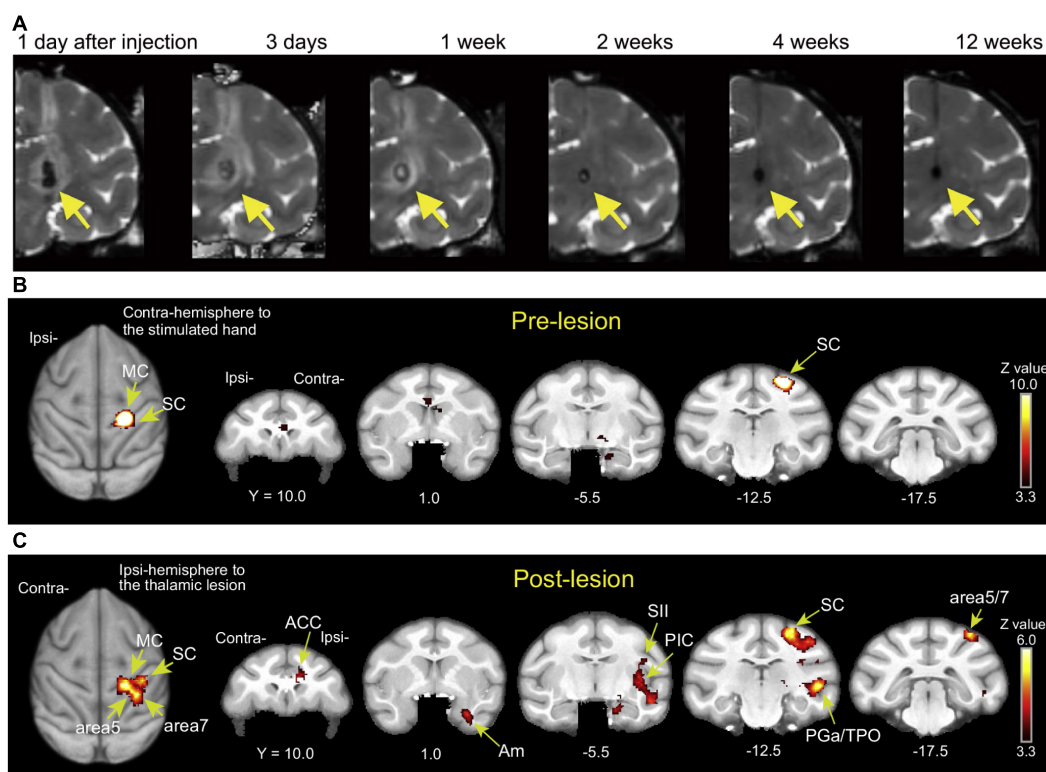 A
1 day after injection
3 days
1 week
2 weeks
4 weeks
12 weeks
B
Contra-hemisphere to
the stimulated hand
Ipsi-
MC
SC
Pre-lesion
Ipsi-
Contra-
SC
Z value
10.0
3.3
Y = 10.0
1.0
-5.5
-12.5
-17.5
C
Ipsi-hemisphere to
the thalamic lesion
Contra-
MC
SC
area5
area7
Post-lesion
ACC
Contra-
Ipsi-
Am
SII
PIC
SC
PGa/TPO
area5/7
Z value
6.0
3.3
Y = 10.0
1.0
-5.5
-12.5
-17.5